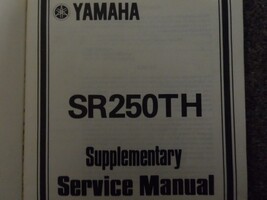 YAMAHA
SR250TH
Supplementary
Service Manual